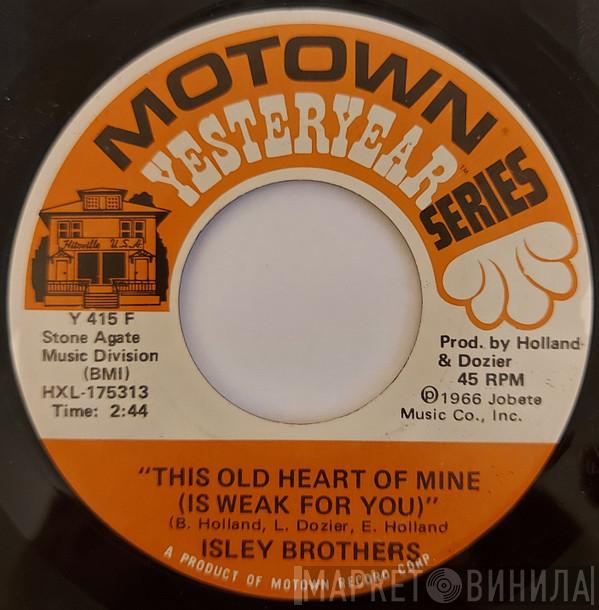 MOTOWN
YESTERYEAR™
SERIES
Hitsville U.S.A.
Y 415 F
Stone Agate
Music Division
(BMI)
HXL-175313
Time: 2:44
Prod. by Holland
& Dozier
45 RPM
℗1966 Jobete
Music Co., Inc.
"THIS OLD HEART OF MINE
(IS WEAK FOR YOU)"
(B. Holland, L. Dozier, E. Holland
ISLEY BROTHERS
A PRODUCT OF MOTOWN RECORD CORP.
МАРКЕТ ВИНИЛА